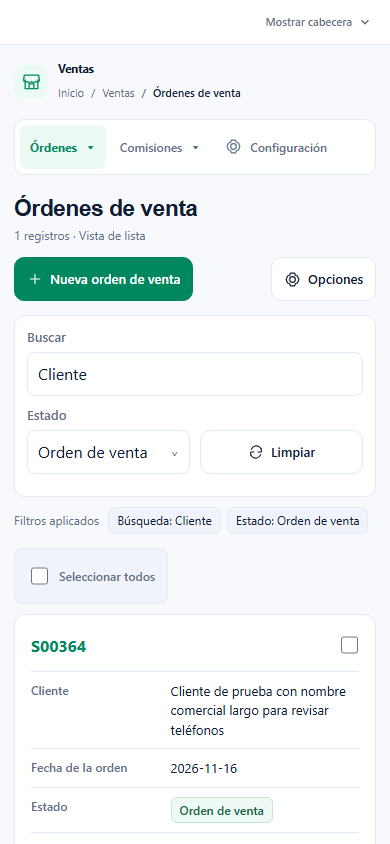 Mostrar cabecera
Ventas
Inicio / Ventas / Órdenes de venta
Órdenes Comisiones Configuración
Órdenes de venta
1 registros · Vista de lista
+ Nueva orden de venta Opciones
Buscar
Cliente
Estado
Orden de venta Limpiar
Filtros aplicados Búsqueda: Cliente Estado: Orden de venta
Seleccionar todos
S00364
Cliente Cliente de prueba con nombre
comercial largo para revisar
teléfonos
Fecha de la orden 2026-11-16
Estado Orden de venta